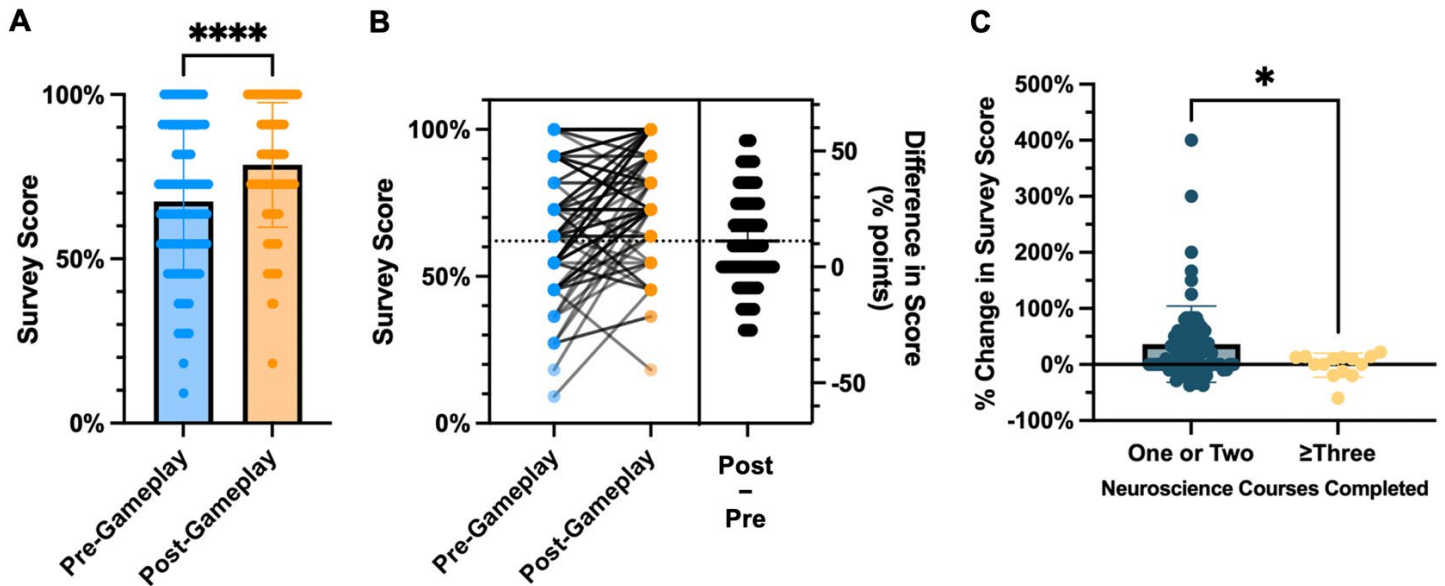 A
****
100%
50%
0%
Survey Score
Pre-Gameplay
Post-Gameplay
B
100%
50%
0%
Survey Score
50
0
-50
Difference in Score
(% points)
Pre-Gameplay
Post-Gameplay
Post
–
Pre
C
*
500%
400%
300%
200%
100%
0%
-100%
% Change in Survey Score
One or Two
≥Three
Neuroscience Courses Completed